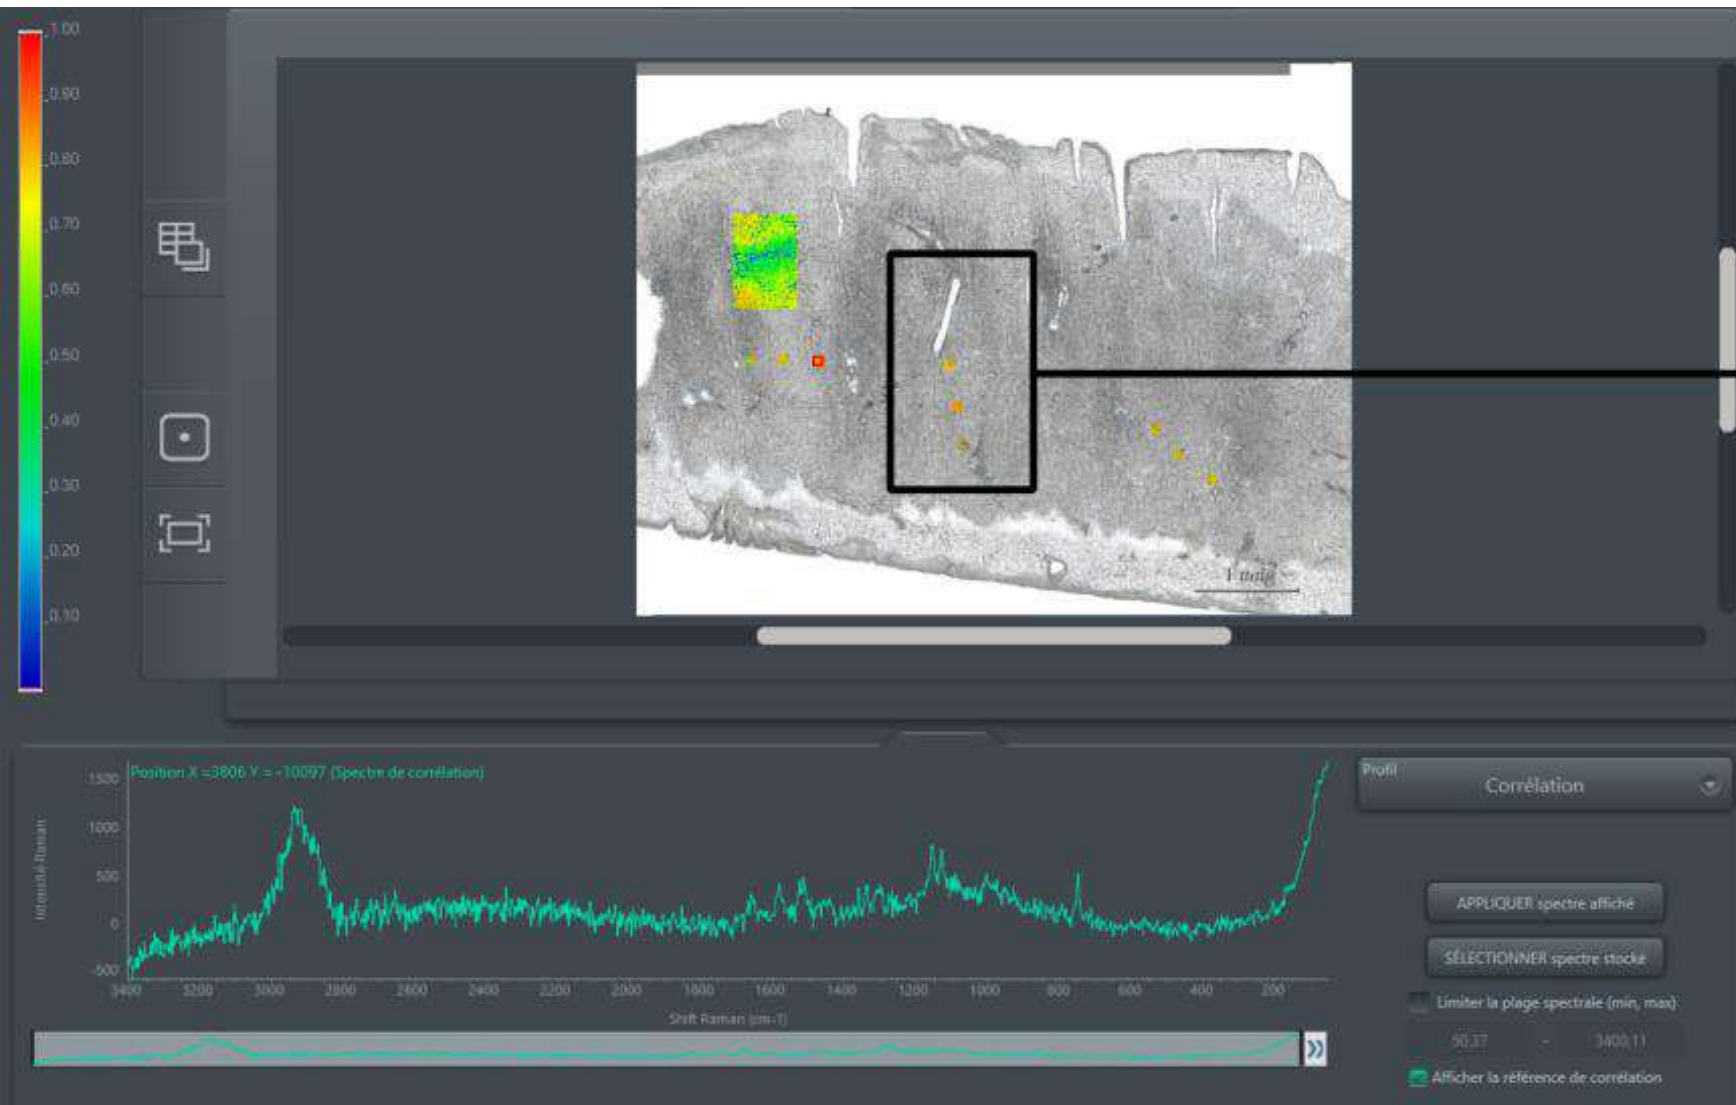 1.00
0.90
0.80
0.70
0.60
0.50
0.40
0.30
0.20
0.10
Position X =3806 Y = -10097 (Spectre de corrélation)
1500
1000
500
0
-500
Intensité Raman
3400 3200 3000 2800 2600 2400 2200 2000 1800 1600 1400 1200 1000 800 600 400 200
Shift Raman (cm-1)
Profil
Corrélation
APPLIQUER spectre affiché
SÉLECTIONNER spectre stocké
Limiter la plage spectrale (min, max)
50,37 - 3400,11
Afficher la référence de corrélation